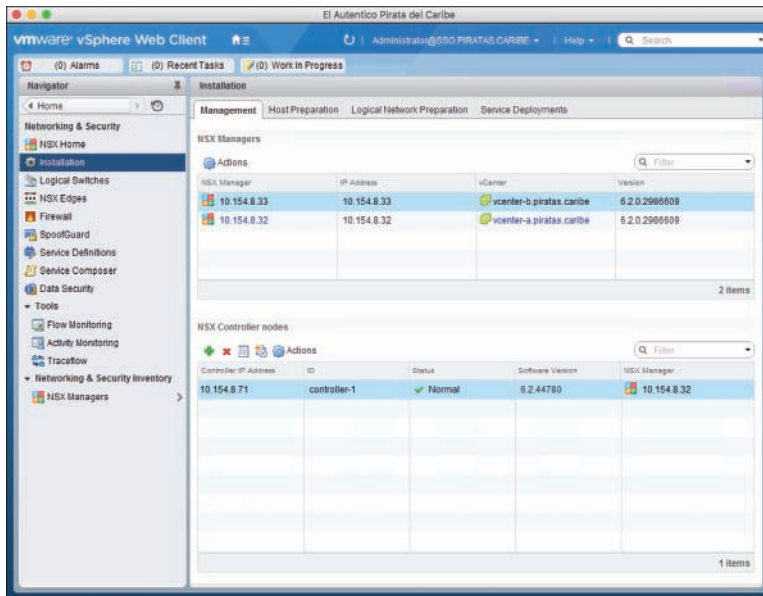 El Autentico Pirata del Caribe
vmware® vSphere Web Client
Administrator@SSO.PIRATAS.CARIBE
Help
Search
(0) Alarms
(0) Recent Tasks
(0) Work In Progress
Navigator
Home
Networking & Security
NSX Home
Installation
Logical Switches
NSX Edges
Firewall
SpoofGuard
Service Definitions
Service Composer
Data Security
Tools
Flow Monitoring
Activity Monitoring
Traceflow
Networking & Security Inventory
NSX Managers
Installation
Management Host Preparation Logical Network Preparation Service Deployments
NSX Managers
Actions
Filter
NSX Manager IP Address vCenter Version
10.154.8.33 10.154.8.33 vcenter-b.piratas.caribe 6.2.0.2986609
10.154.8.32 10.154.8.32 vcenter-a.piratas.caribe 6.2.0.2986609
2 items
NSX Controller nodes
Actions
Filter
Controller IP Address ID Status Software Version NSX Manager
10.154.8.71 controller-1 Normal 6.2.44780 10.154.8.32
1 items